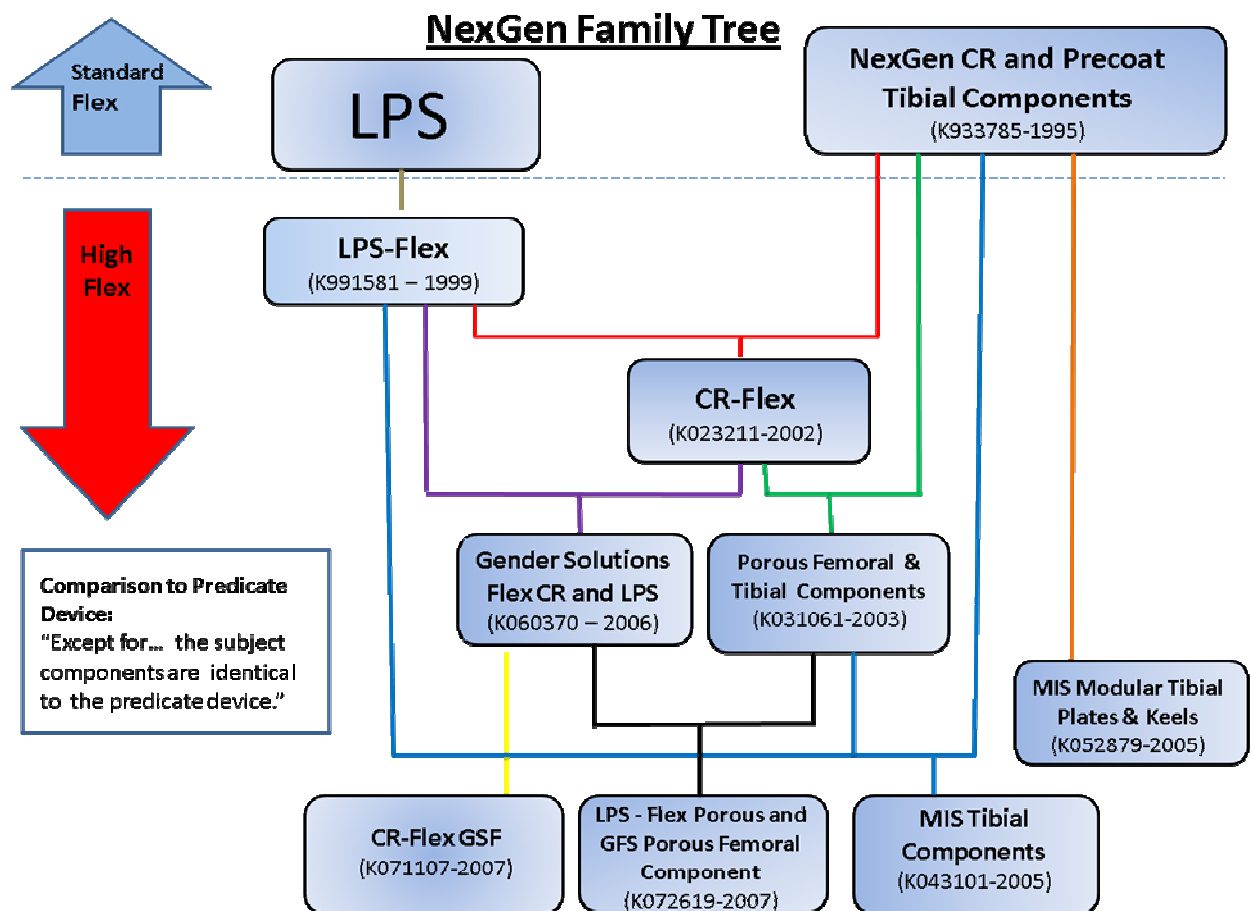 NexGen Family Tree
Standard
Flex
LPS
NexGen CR and Precoat
Tibial Components
(K933785-1995)
High
Flex
LPS-Flex
(K991581 – 1999)
CR-Flex
(K023211-2002)
Gender Solutions
Flex CR and LPS
(K060370 – 2006)
Porous Femoral &
Tibial Components
(K031061-2003)
Comparison to Predicate
Device:
“Except for... the subject
components are identical
to the predicate device.”
MIS Modular Tibial
Plates & Keels
(K052879-2005)
CR-Flex GSF
(K071107-2007)
LPS - Flex Porous and
GFS Porous Femoral
Component
(K072619-2007)
MIS Tibial
Components
(K043101-2005)